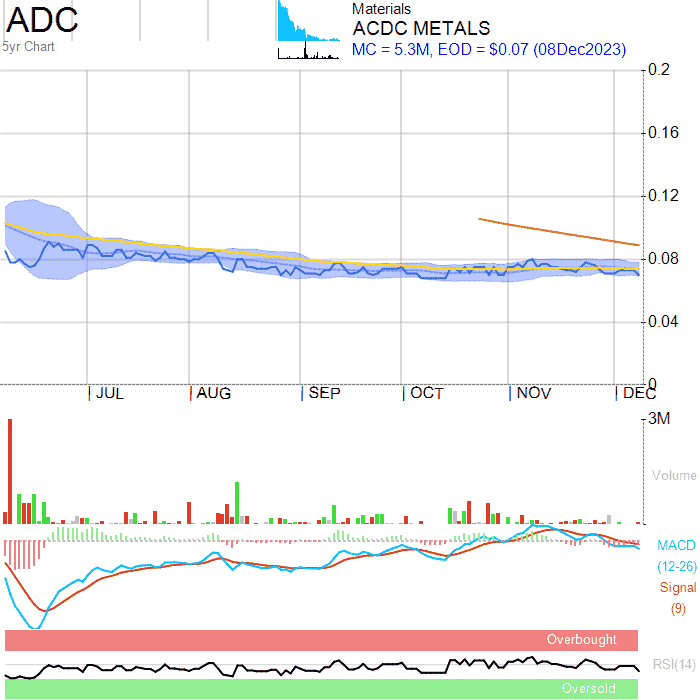 ADC
5yr Chart
Materials
ACDC METALS
MC = 5.3M, EOD = $0.07 (08Dec2023)
0.2
0.16
0.12
0.08
0.04
0
JUL AUG SEP OCT NOV DEC
3M
Volume
MACD
(12-26)
Signal
(9)
Overbought
RSI(14)
Oversold